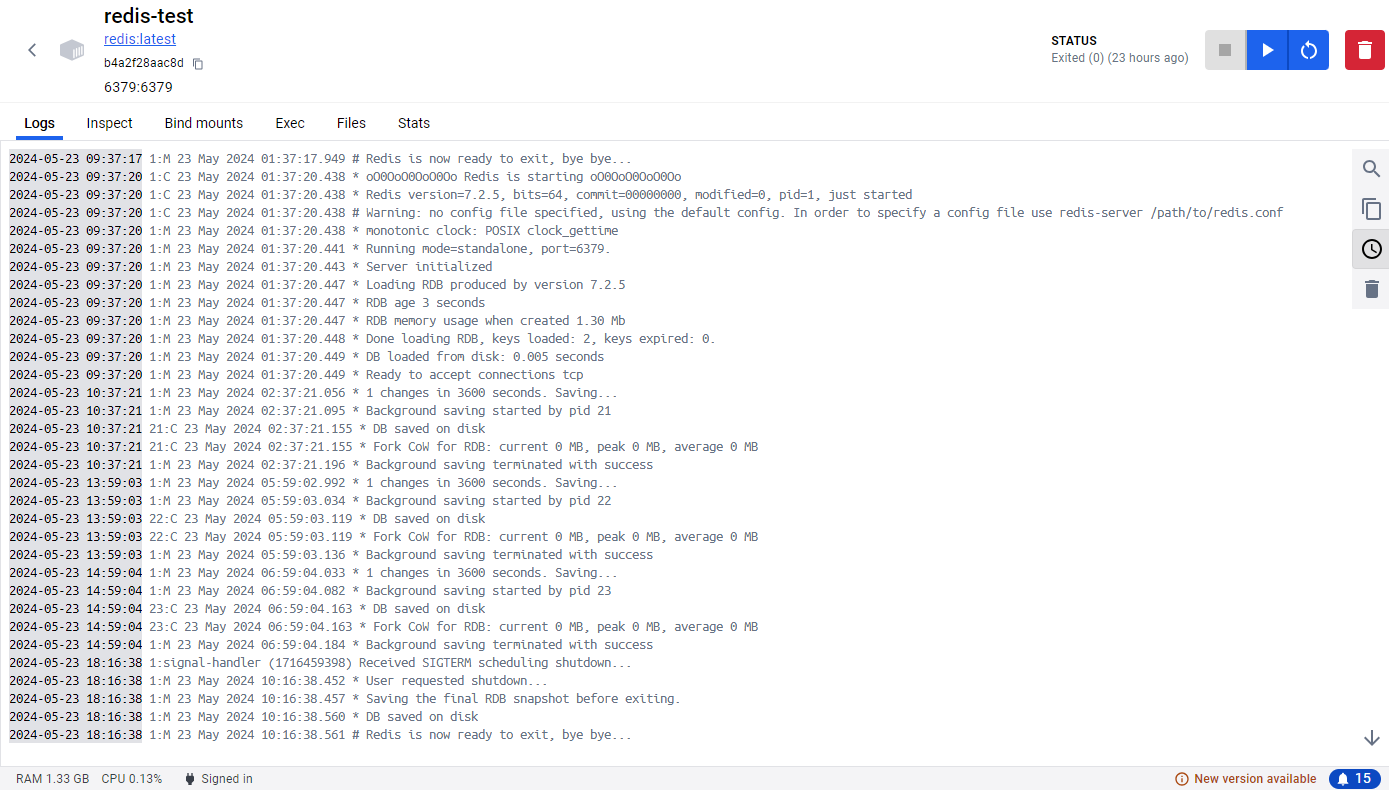 redis-test
redis:latest
b4a2f28aac8d
6379:6379
STATUS
Exited (0) (23 hours ago)
Logs Inspect Bind mounts Exec Files Stats
2024-05-23 09:37:17 1:M 23 May 2024 01:37:17.949 # Redis is now ready to exit, bye bye...
2024-05-23 09:37:20 1:C 23 May 2024 01:37:20.438 * oO0OoO0OoO0Oo Redis is starting oO0OoO0OoO0Oo
2024-05-23 09:37:20 1:C 23 May 2024 01:37:20.438 * Redis version=7.2.5, bits=64, commit=00000000, modified=0, pid=1, just started
2024-05-23 09:37:20 1:C 23 May 2024 01:37:20.438 # Warning: no config file specified, using the default config. In order to specify a config file use redis-server /path/to/redis.conf
2024-05-23 09:37:20 1:M 23 May 2024 01:37:20.438 * monotonic clock: POSIX clock_gettime
2024-05-23 09:37:20 1:M 23 May 2024 01:37:20.441 * Running mode=standalone, port=6379.
2024-05-23 09:37:20 1:M 23 May 2024 01:37:20.443 * Server initialized
2024-05-23 09:37:20 1:M 23 May 2024 01:37:20.447 * Loading RDB produced by version 7.2.5
2024-05-23 09:37:20 1:M 23 May 2024 01:37:20.447 * RDB age 3 seconds
2024-05-23 09:37:20 1:M 23 May 2024 01:37:20.447 * RDB memory usage when created 1.30 Mb
2024-05-23 09:37:20 1:M 23 May 2024 01:37:20.448 * Done loading RDB, keys loaded: 2, keys expired: 0.
2024-05-23 09:37:20 1:M 23 May 2024 01:37:20.449 * DB loaded from disk: 0.005 seconds
2024-05-23 09:37:20 1:M 23 May 2024 01:37:20.449 * Ready to accept connections tcp
2024-05-23 10:37:21 1:M 23 May 2024 02:37:21.056 * 1 changes in 3600 seconds. Saving...
2024-05-23 10:37:21 1:M 23 May 2024 02:37:21.095 * Background saving started by pid 21
2024-05-23 10:37:21 21:C 23 May 2024 02:37:21.155 * DB saved on disk
2024-05-23 10:37:21 21:C 23 May 2024 02:37:21.155 * Fork CoW for RDB: current 0 MB, peak 0 MB, average 0 MB
2024-05-23 10:37:21 1:M 23 May 2024 02:37:21.196 * Background saving terminated with success
2024-05-23 13:59:03 1:M 23 May 2024 05:59:02.992 * 1 changes in 3600 seconds. Saving...
2024-05-23 13:59:03 1:M 23 May 2024 05:59:03.034 * Background saving started by pid 22
2024-05-23 13:59:03 22:C 23 May 2024 05:59:03.119 * DB saved on disk
2024-05-23 13:59:03 22:C 23 May 2024 05:59:03.119 * Fork CoW for RDB: current 0 MB, peak 0 MB, average 0 MB
2024-05-23 13:59:03 1:M 23 May 2024 05:59:03.136 * Background saving terminated with success
2024-05-23 14:59:04 1:M 23 May 2024 06:59:04.033 * 1 changes in 3600 seconds. Saving...
2024-05-23 14:59:04 1:M 23 May 2024 06:59:04.082 * Background saving started by pid 23
2024-05-23 14:59:04 23:C 23 May 2024 06:59:04.163 * DB saved on disk
2024-05-23 14:59:04 23:C 23 May 2024 06:59:04.163 * Fork CoW for RDB: current 0 MB, peak 0 MB, average 0 MB
2024-05-23 14:59:04 1:M 23 May 2024 06:59:04.184 * Background saving terminated with success
2024-05-23 18:16:38 1:signal-handler (1716459398) Received SIGTERM scheduling shutdown...
2024-05-23 18:16:38 1:M 23 May 2024 10:16:38.452 * User requested shutdown...
2024-05-23 18:16:38 1:M 23 May 2024 10:16:38.457 * Saving the final RDB snapshot before exiting.
2024-05-23 18:16:38 1:M 23 May 2024 10:16:38.560 * DB saved on disk
2024-05-23 18:16:38 1:M 23 May 2024 10:16:38.561 # Redis is now ready to exit, bye bye...
RAM 1.33 GB CPU 0.13% Signed in New version available 15